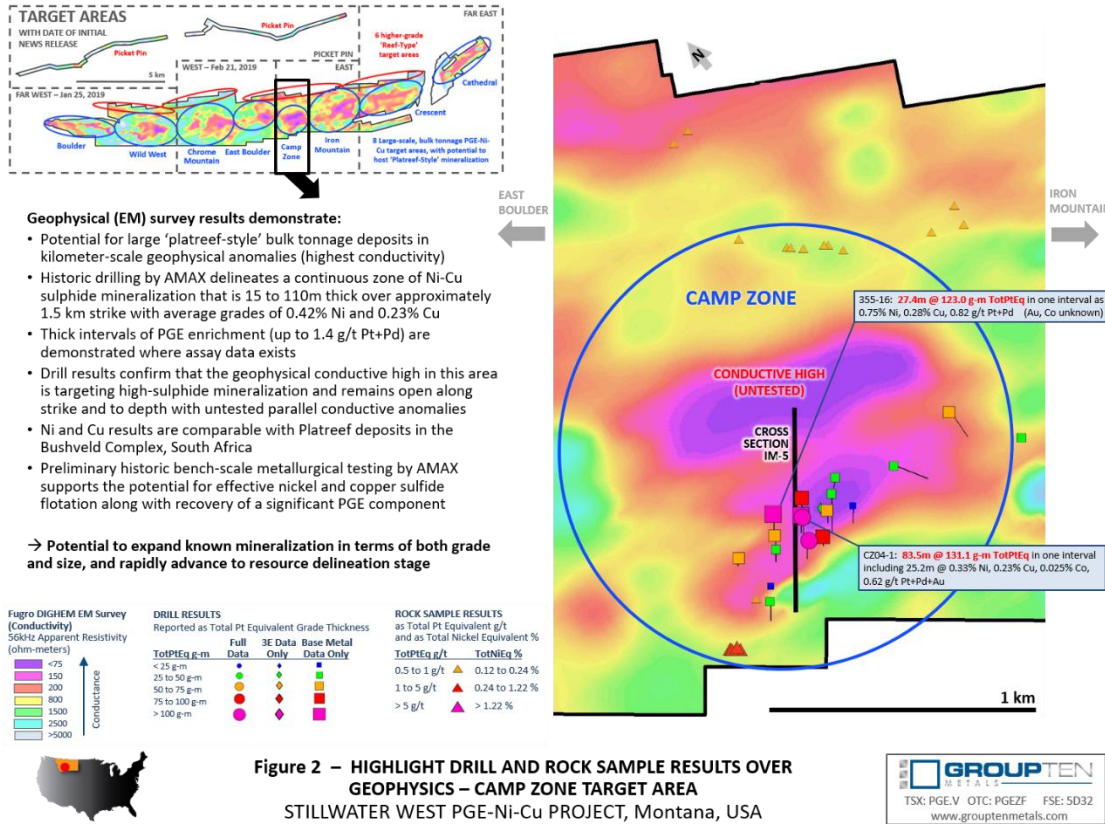 TARGET AREAS
WITH DATE OF INITIAL
NEWS RELEASE
Picket Pin
5 km
Picket Pin
PICKET PIN
6 higher-grade
'Reef-Type'
target areas
FAR EAST
Cathedral
WEST – Feb 21, 2019
EAST
FAR WEST – Jan 25, 2019
Crescent
Boulder
Wild West
Chrome
Mountain
East Boulder
Camp
Zone
Iron
Mountain
8 Large-scale, bulk tonnage PGE-Ni-
Cu target areas, with potential to
host 'Platreef-Style' mineralization
Geophysical (EM) survey results demonstrate:
• Potential for large 'platreef-style' bulk tonnage deposits in
kilometer-scale geophysical anomalies (highest conductivity)
• Historic drilling by AMAX delineates a continuous zone of Ni-Cu
sulphide mineralization that is 15 to 110m thick over approximately
1.5 km strike with average grades of 0.42% Ni and 0.23% Cu
• Thick intervals of PGE enrichment (up to 1.4 g/t Pt+Pd) are
demonstrated where assay data exists
• Drill results confirm that the geophysical conductive high in this area
is targeting high-sulphide mineralization and remains open along
strike and to depth with untested parallel conductive anomalies
• Ni and Cu results are comparable with Platreef deposits in the
Bushveld Complex, South Africa
• Preliminary historic bench-scale metallurgical testing by AMAX
supports the potential for effective nickel and copper sulfide
flotation along with recovery of a significant PGE component
→ Potential to expand known mineralization in terms of both grade
and size, and rapidly advance to resource delineation stage
N
EAST
BOULDER
IRON
MOUNTAIN
CAMP ZONE
355-16: 27.4m @ 123.0 g-m TotPtEq in one interval as
0.75% Ni, 0.28% Cu, 0.82 g/t Pt+Pd (Au, Co unknown)
CONDUCTIVE HIGH
(UNTESTED)
CROSS
SECTION
IM-5
CZ04-1: 83.5m @ 131.1 g-m TotPtEq in one interval
including 25.2m @ 0.33% Ni, 0.23% Cu, 0.025% Co,
0.62 g/t Pt+Pd+Au
1 km
Fugro DIGHEM EM Survey
(Conductivity)
56kHz Apparent Resistivity
(ohm-meters)
<75
150
200
800
1500
2500
>5000
Conductance
DRILL RESULTS
Reported as Total Pt Equivalent Grade Thickness
TotPtEq g-m
Full
Data
3E Data
Only
Base Metal
Data Only
< 25 g-m
25 to 50 g-m
50 to 75 g-m
75 to 100 g-m
> 100 g-m
ROCK SAMPLE RESULTS
as Total Pt Equivalent g/t
and as Total Nickel Equivalent %
TotPtEq g/t TotNiEq %
0.5 to 1 g/t 0.12 to 0.24 %
1 to 5 g/t 0.24 to 1.22 %
> 5 g/t > 1.22 %
Figure 2 – HIGHLIGHT DRILL AND ROCK SAMPLE RESULTS OVER
GEOPHYSICS – CAMP ZONE TARGET AREA
STILLWATER WEST PGE-Ni-Cu PROJECT, Montana, USA
GROUP TEN
METALS
TSX: PGE.V OTC: PGEZF FSE: 5D32
www.grouptenmetals.com